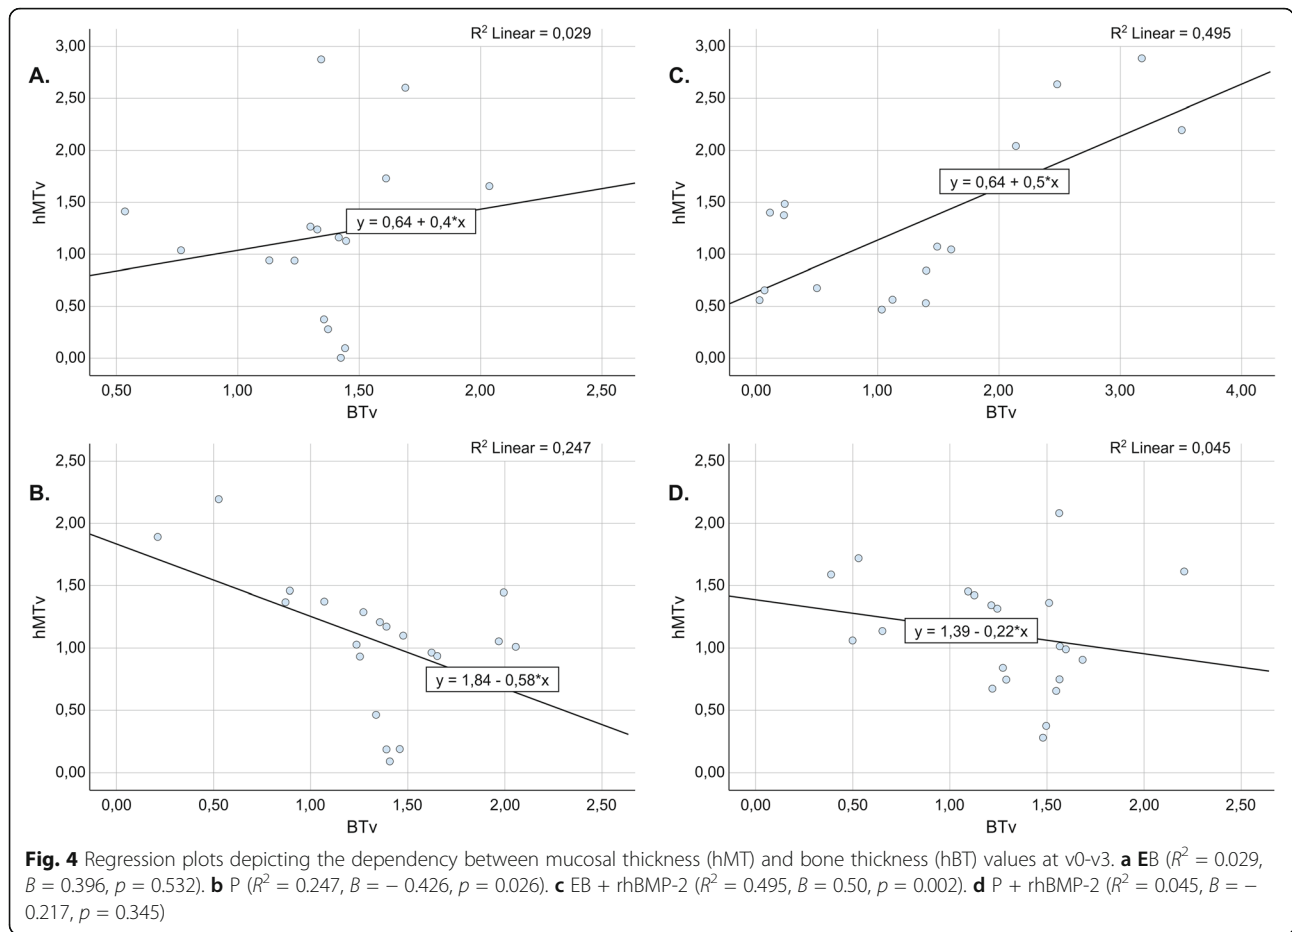 A.
R² Linear = 0,029
hMTv
3,00
2,50
2,00
1,50
1,00
0,50
0,00
y = 0,64 + 0,4*x
0,50 1,00 1,50 2,00 2,50
BTv
C.
R² Linear = 0,495
hMTv
3,00
2,50
2,00
1,50
1,00
0,50
0,00
y = 0,64 + 0,5*x
0,00 1,00 2,00 3,00 4,00
BTv
B.
R² Linear = 0,247
hMTv
2,50
2,00
1,50
1,00
0,50
0,00
y = 1,84 - 0,58*x
0,00 0,50 1,00 1,50 2,00 2,50
BTv
D.
R² Linear = 0,045
hMTv
2,50
2,00
1,50
1,00
0,50
0,00
y = 1,39 - 0,22*x
0,00 0,50 1,00 1,50 2,00 2,50
BTv
Fig. 4 Regression plots depicting the dependency between mucosal thickness (hMT) and bone thickness (hBT) values at v0-v3. a EB (R² = 0.029,
B = 0.396, p = 0.532). b P (R² = 0.247, B = − 0.426, p = 0.026). c EB + rhBMP-2 (R² = 0.495, B = 0.50, p = 0.002). d P + rhBMP-2 (R² = 0.045, B = −
0.217, p = 0.345)